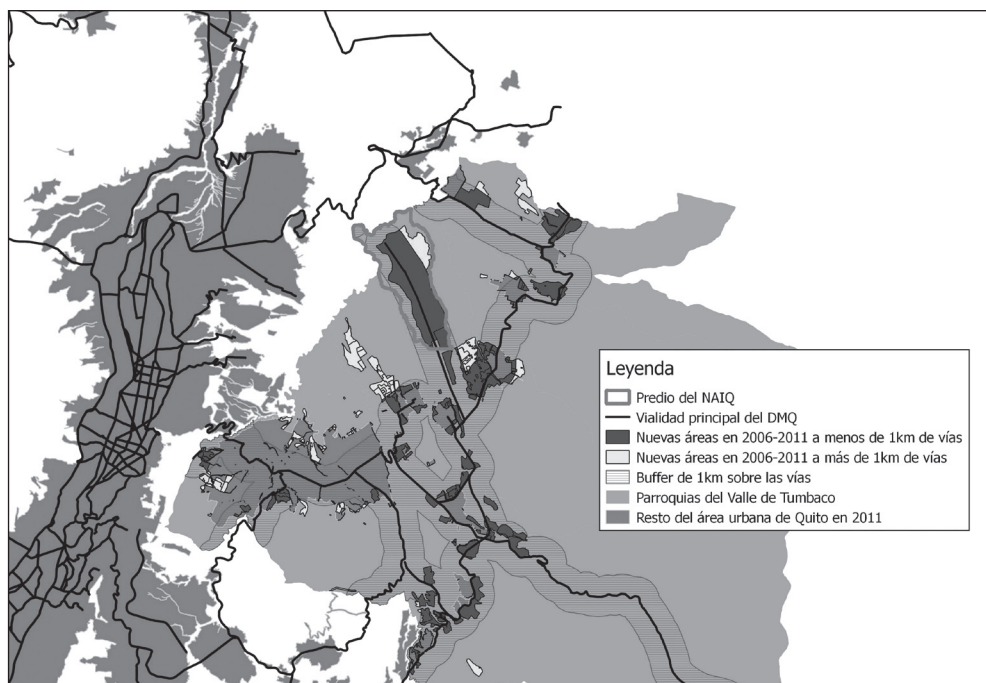 Leyenda
Predio del NAIQ
Vialidad principal del DMQ
Nuevas áreas en 2006-2011 a menos de 1km de vías
Nuevas áreas en 2006-2011 a más de 1km de vías
Buffer de 1km sobre las vías
Parroquias del Valle de Tumbaco
Resto del área urbana de Quito en 2011